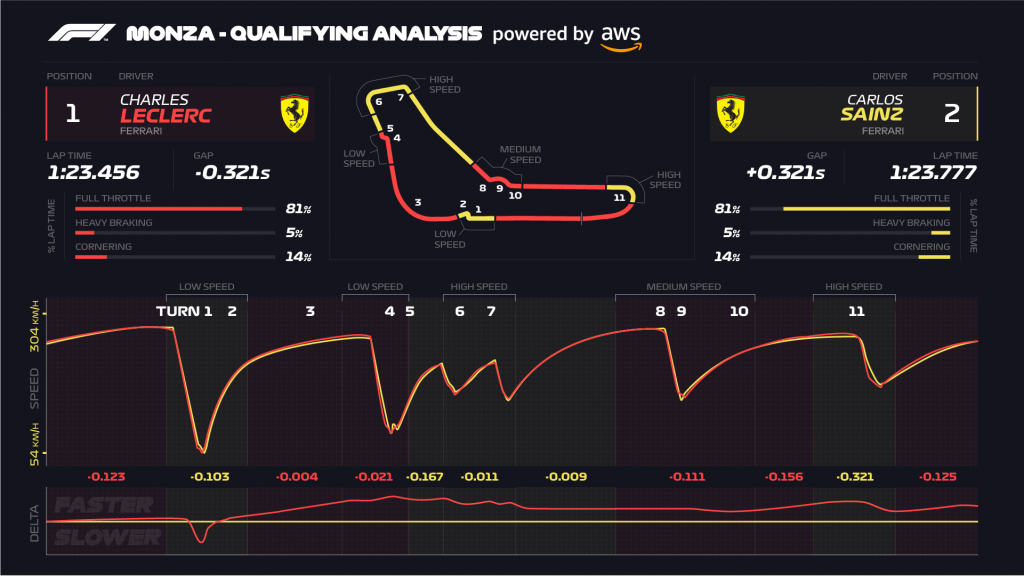 F1 MONZA - QUALIFYING ANALYSIS powered by aws
POSITION DRIVER
1 CHARLES
LECLERC
FERRARI
LAP TIME GAP
1:23.456 -0.321s
% LAP TIME
FULL THROTTLE
81%
HEAVY BRAKING
5%
CORNERING
14%
HIGH
SPEED
6 7
5
4
LOW
SPEED
MEDIUM
SPEED
8 9 10
HIGH
SPEED
11
3
2 1
LOW
SPEED
DRIVER POSITION
CARLOS
SAINZ
FERRARI
2
GAP LAP TIME
+0.321s 1:23.777
FULL THROTTLE
81%
HEAVY BRAKING
5%
CORNERING
14%
% LAP TIME
LOW SPEED LOW SPEED HIGH SPEED MEDIUM SPEED HIGH SPEED
TURN 1 2 3 4 5 6 7 8 9 10 11
304 KM/H
SPEED
54 KM/H
-0.123 -0.103 -0.004 -0.021 -0.167 -0.011 -0.009 -0.111 -0.156 -0.321 -0.125
DELTA
FASTER
SLOWER